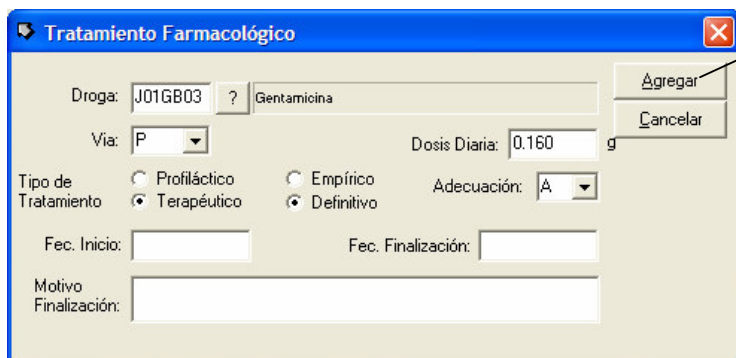 Tratamiento Farmacológico
Agregar
Droga: J01GB03 ? Gentamicina
Cancelar
Via: P Dosis Diaria: 0.160 g
Tipo de Tratamiento Profiláctico Empírico Adecuación: A
Terapéutico Definitivo
Fec. Inicio: Fec. Finalización:
Motivo
Finalización: